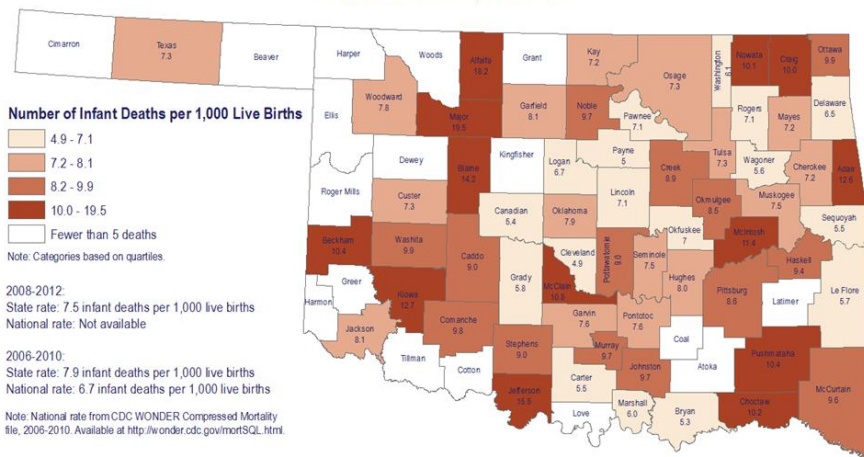 Cimarron
Texas
7.3
Beaver
Harper
Woods
Alfalfa
18.2
Grant
Kay
7.2
Osage
7.3
Washington
6.1
Nowata
10.1
Craig
10.0
Ottawa
9.9
Ellis
Woodward
7.8
Major
19.5
Garfield
8.1
Noble
9.7
Pawnee
7.1
Rogers
7.1
Mayes
7.2
Delaware
6.5
Number of Infant Deaths per 1,000 Live Births
4.9 - 7.1
7.2 - 8.1
8.2 - 9.9
10.0 - 19.5
Fewer than 5 deaths
Note: Categories based on quartiles.
Roger Mills
Dewey
Blaine
14.2
Kingfisher
Logan
6.7
Payne
5
Creek
8.9
Tulsa
7.3
Wagoner
5.6
Cherokee
7.2
Adair
12.6
Custer
7.3
Canadian
5.4
Oklahoma
7.9
Lincoln
7.1
Okmulgee
8.5
Muskogee
7.5
Sequoyah
5.5
Beckham
10.4
Washita
9.9
Caddo
9.0
Grady
5.8
Cleveland
4.9
Pottawatomie
9.0
Seminole
7.5
Okfuskee
7
McIntosh
11.4
Haskell
9.4
2008-2012:
State rate: 7.5 infant deaths per 1,000 live births
National rate: Not available
Greer
Harmon
Kiowa
12.7
Jackson
8.1
Comanche
9.8
McClain
10.8
Garvin
7.6
Pontotoc
7.6
Hughes
8.0
Pittsburg
8.6
Latimer
Le Flore
5.7
2006-2010:
State rate: 7.9 infant deaths per 1,000 live births
National rate: 6.7 infant deaths per 1,000 live births
Tillman
Cotton
Stephens
9.0
Murray
9.7
Johnston
9.7
Coal
Atoka
Pushmataha
10.4
McCurtain
9.6
Jefferson
15.5
Carter
5.5
Love
Marshall
6.0
Bryan
5.3
Choctaw
10.2
Note: National rate from CDC WONDER Compressed Mortality
file, 2006-2010. Available at http://wonder.cdc.gov/mortSQL.html.